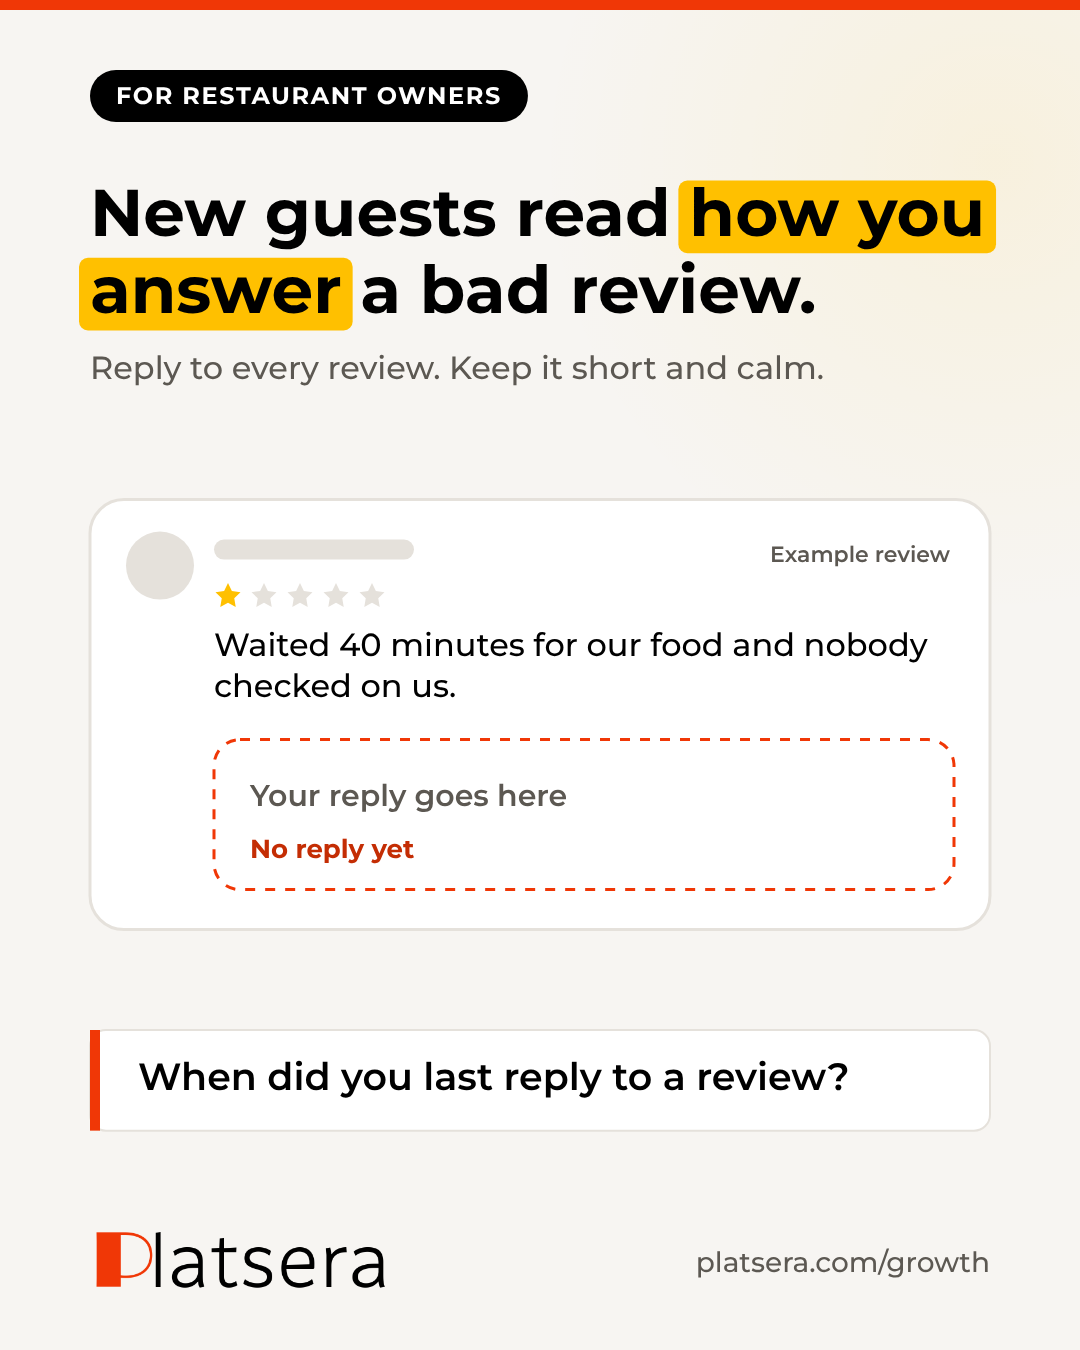 FOR RESTAURANT OWNERS
New guests read how you
answer a bad review.
Reply to every review. Keep it short and calm.
Example review
Waited 40 minutes for our food and nobody
checked on us.
Your reply goes here
No reply yet
When did you last reply to a review?
Platsera
platsera.com/growth